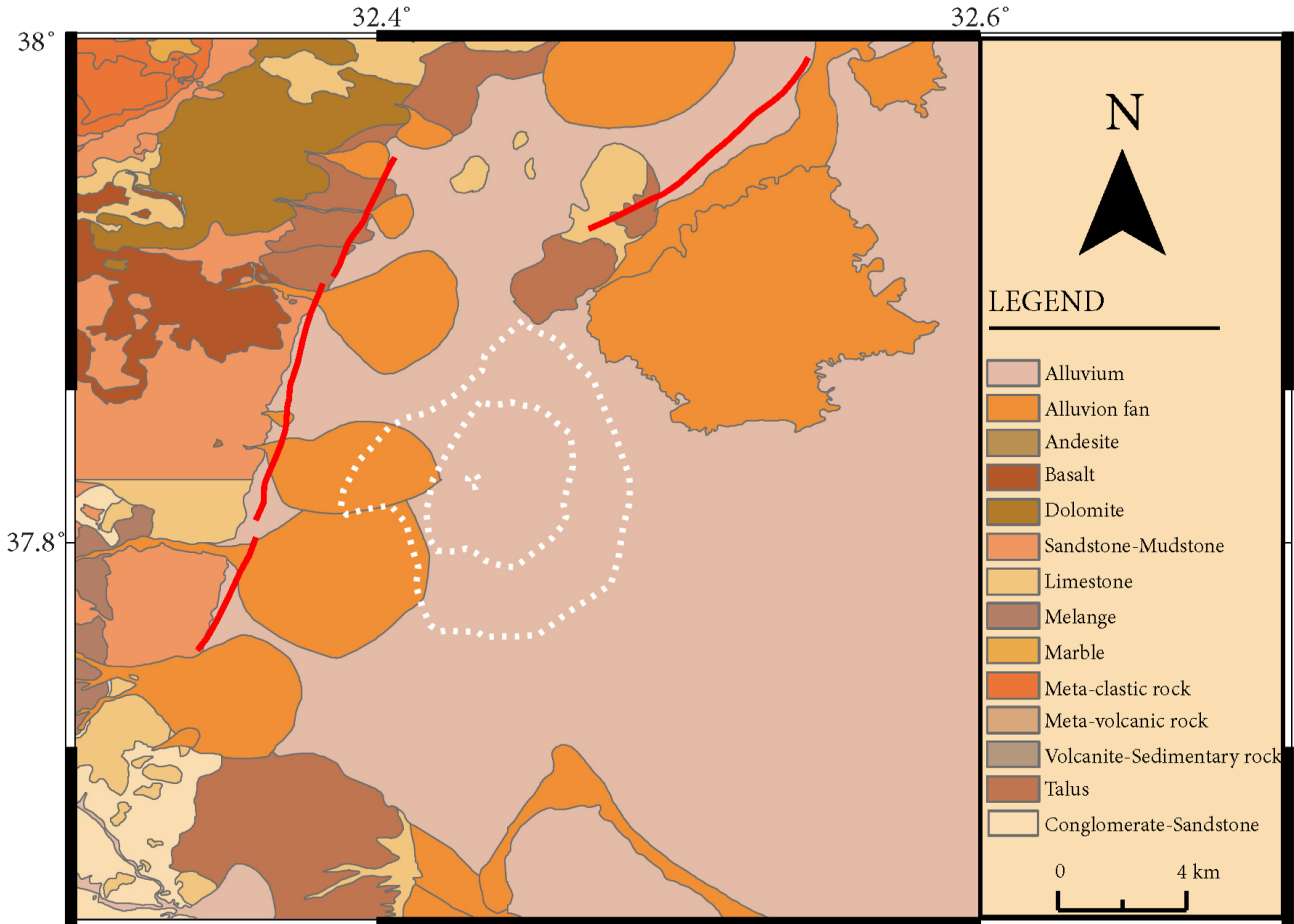 32.4°
32.6°
38°
37.8°
N
LEGEND
Alluvium
Alluvion fan
Andesite
Basalt
Dolomite
Sandstone-Mudstone
Limestone
Melange
Marble
Meta-clastic rock
Meta-volcanic rock
Volcanite-Sedimentary rock
Talus
Conglomerate-Sandstone
0
4 km